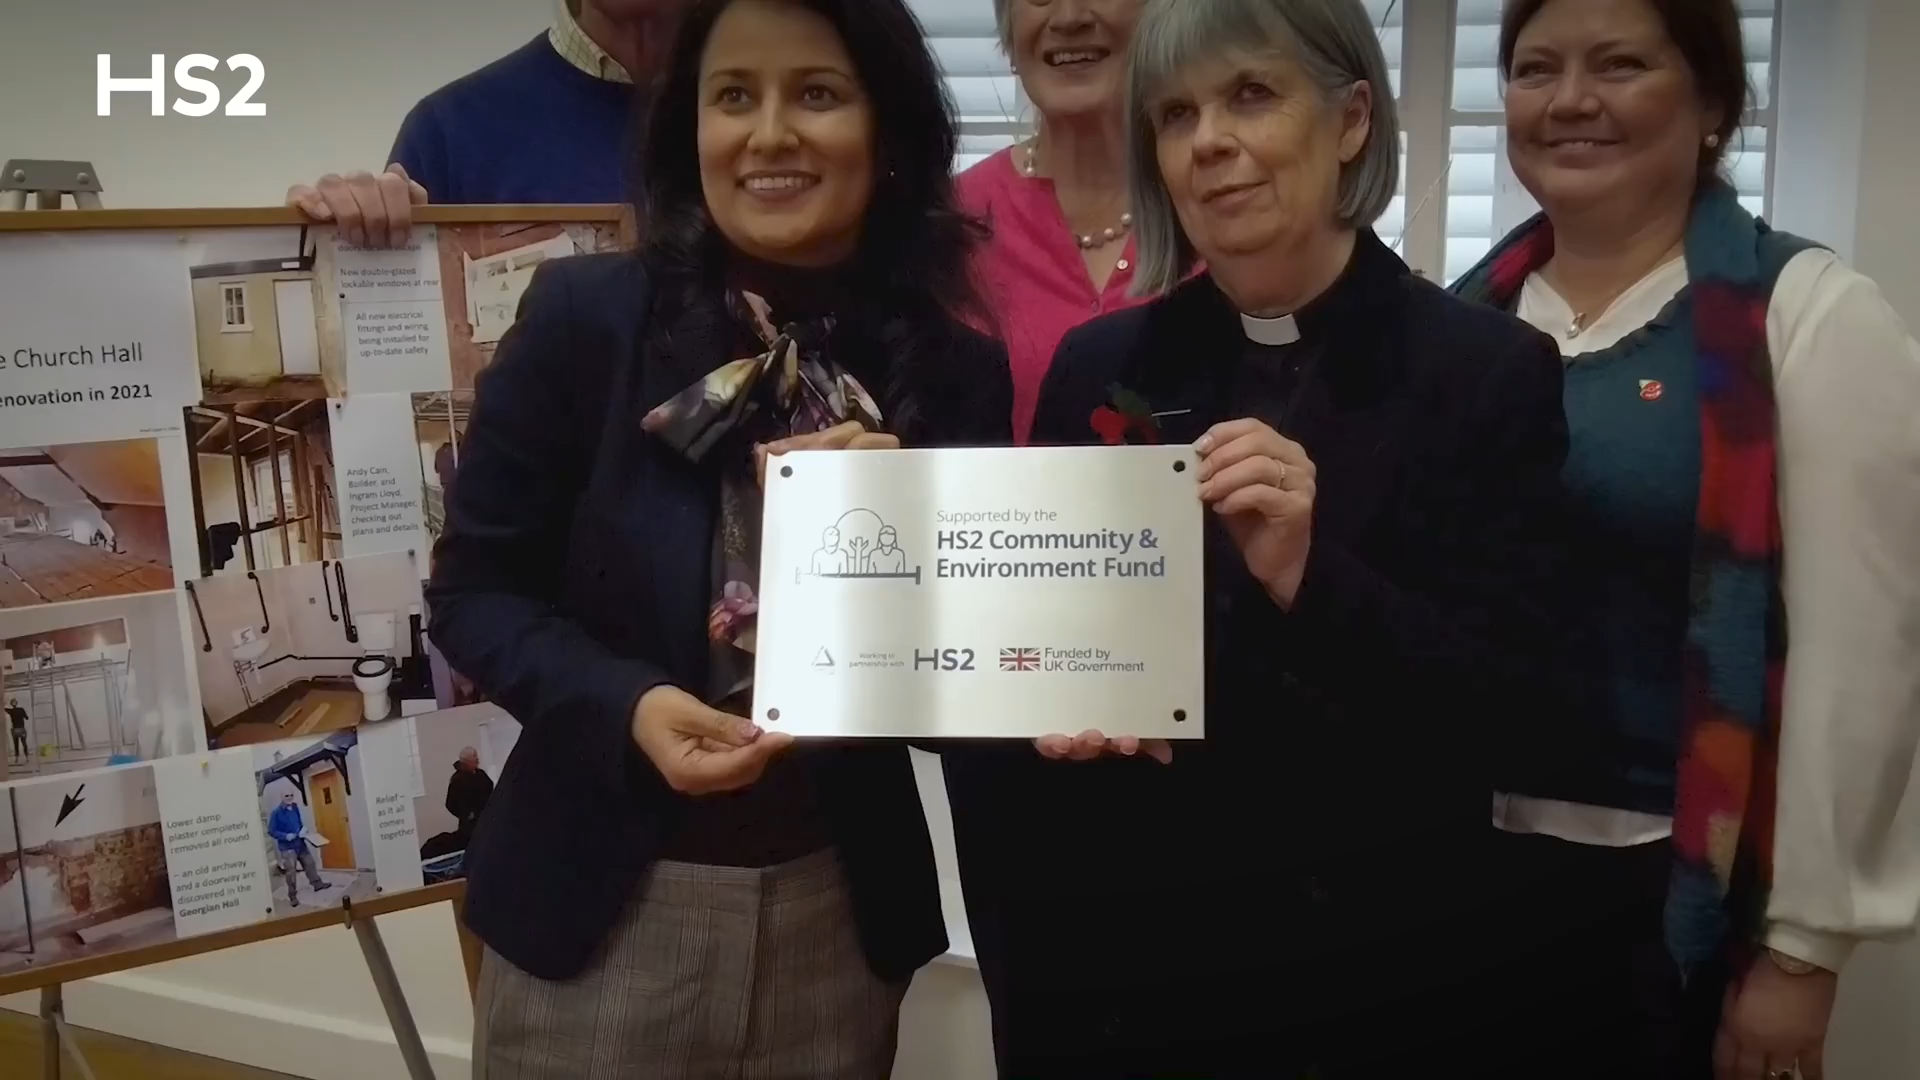 HS2
e Church Hall
enovation in 2021
New double-glazed
lockable windows at rear
All new electrical
fittings and wiring
being installed for
up-to-date safety
Andy Cam,
Builder, and
Ingram Lloyd,
Project Manager,
checking out
plans and details
Lower damp
plaster completely
removed all round
– an old archway
and a doorway are
discovered in the
Georgian Hall
Relief –
as it all
comes
together
Supported by the
HS2 Community &
Environment Fund
Working in
partnership with
HS2
Funded by
UK Government